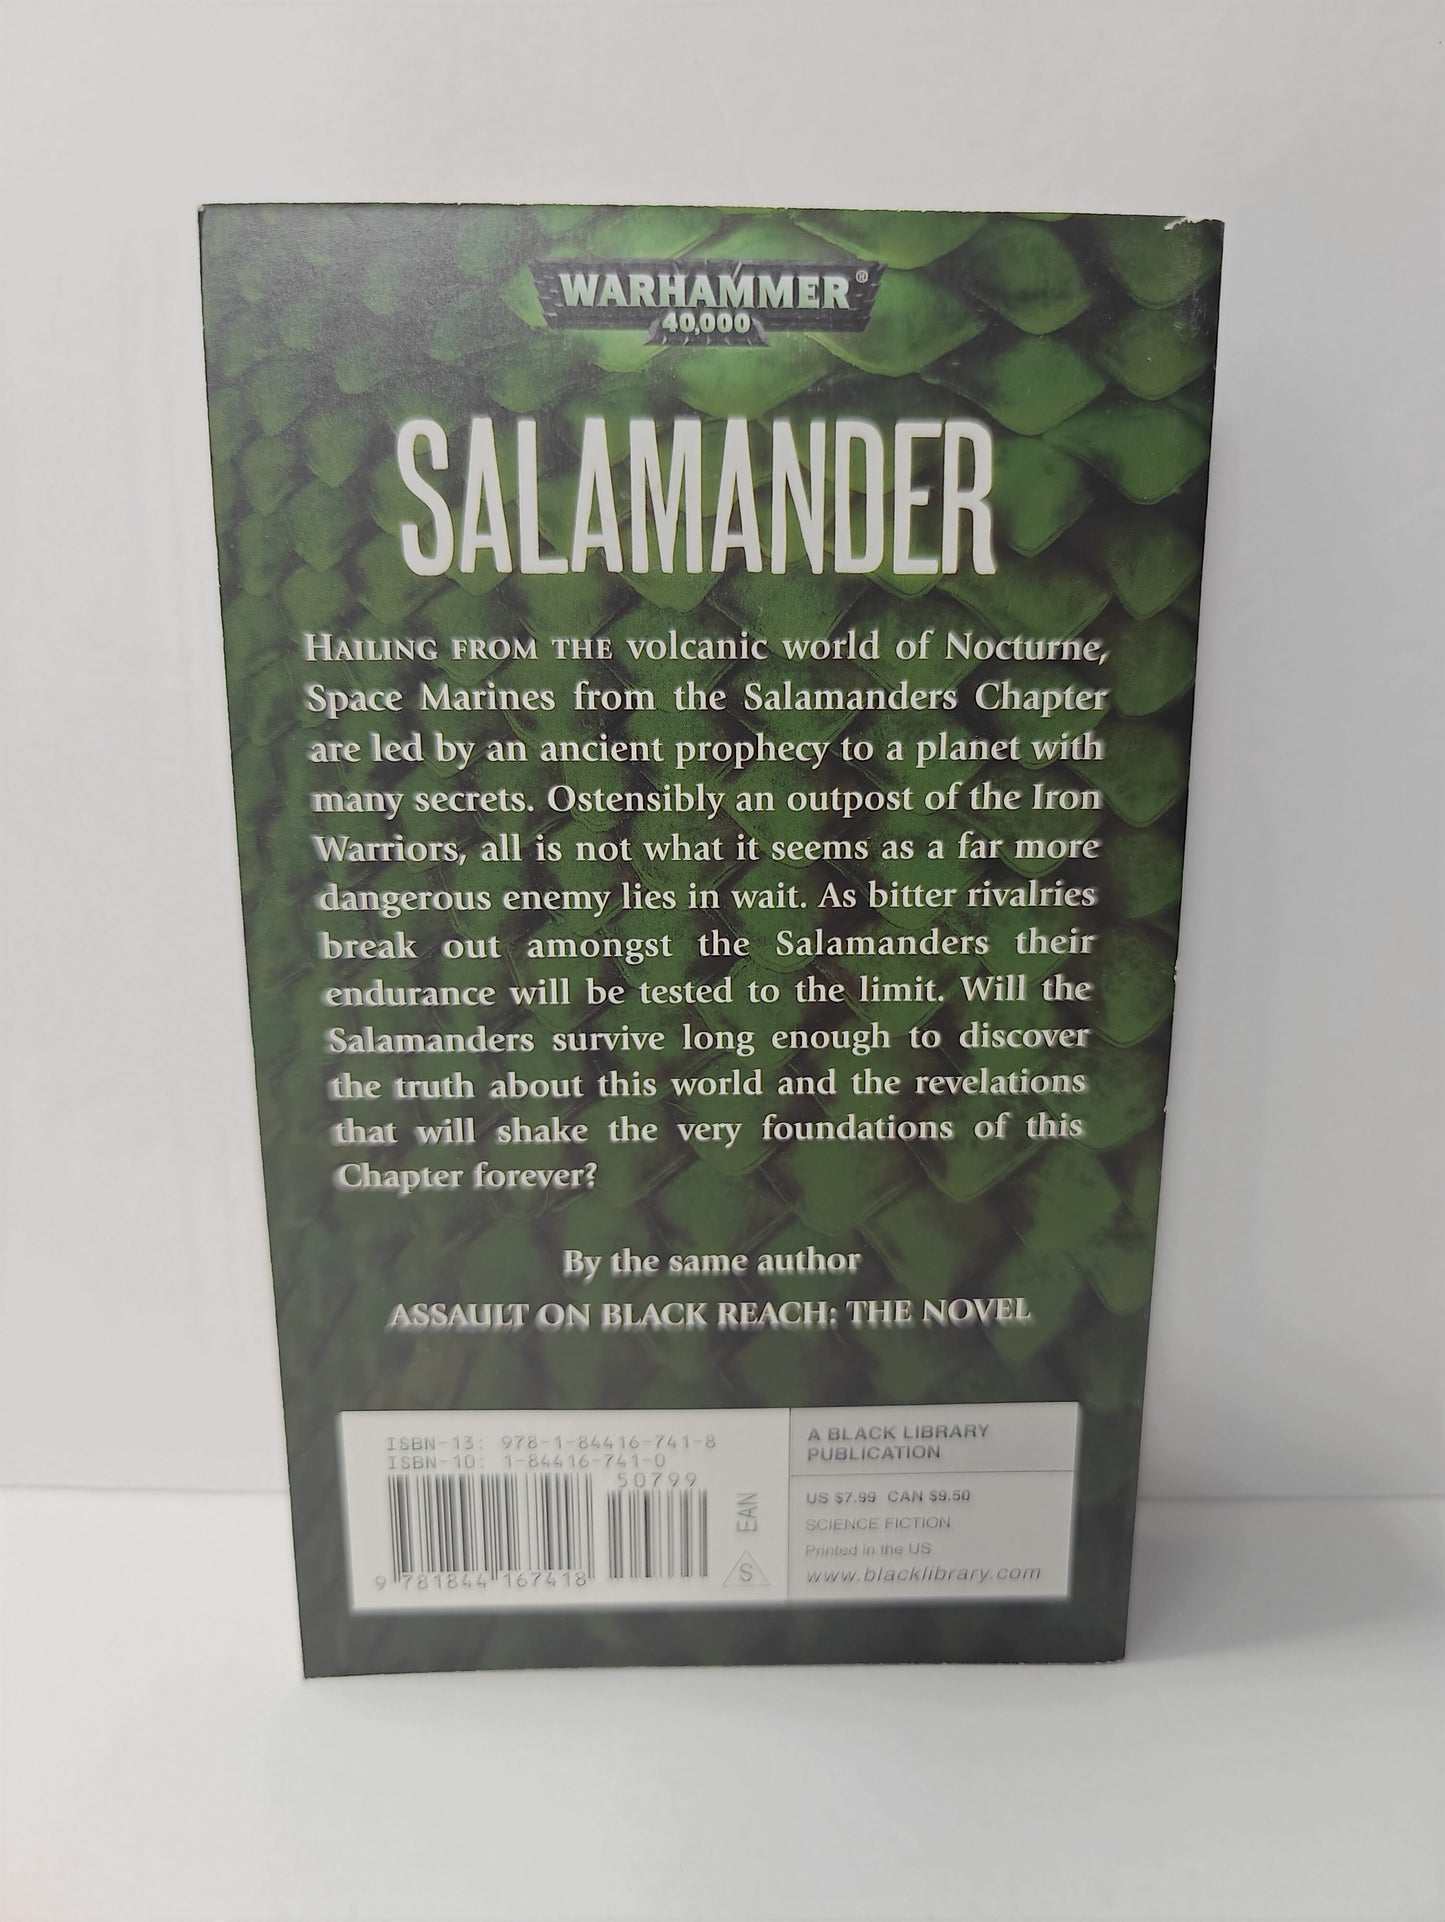 WARHAMMER®
40,000
SALAMANDER
HAILING FROM THE volcanic world of Nocturne,
Space Marines from the Salamanders Chapter
are led by an ancient prophecy to a planet with
many secrets. Ostensibly an outpost of the Iron
Warriors, all is not what it seems as a far more
dangerous enemy lies in wait. As bitter rivalries
break out amongst the Salamanders their
endurance will be tested to the limit. Will the
Salamanders survive long enough to discover
the truth about this world and the revelations
that will shake the very foundations of this
Chapter forever?
By the same author
ASSAULT ON BLACK REACH: THE NOVEL
ISBN-13: 978-1-84416-741-8
ISBN-10: 1-84416-741-0
50799
9 781844 167418
EAN
S
A BLACK LIBRARY
PUBLICATION
US $7.99 CAN $9.50
SCIENCE FICTION
Printed in the US
www.blacklibrary.com